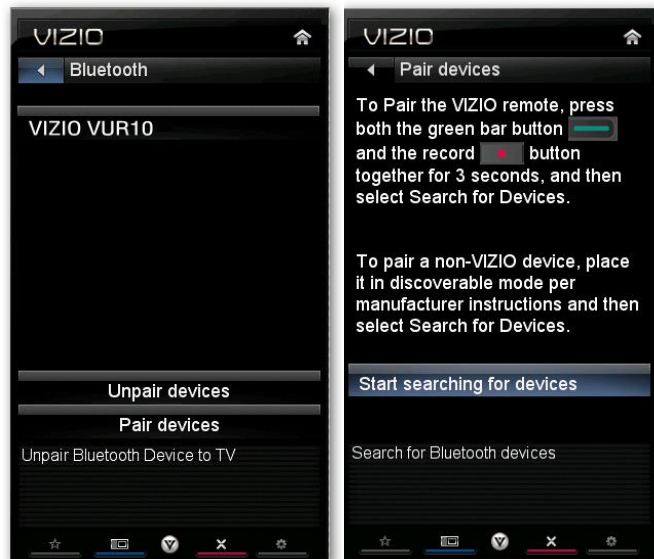 VIZIO
Bluetooth
VIZIO VUR10
Unpair devices
Pair devices
Unpair Bluetooth Device to TV
VIZIO
Pair devices
To Pair the VIZIO remote, press
both the green bar button
and the record button
together for 3 seconds, and then
select Search for Devices.
To pair a non-VIZIO device, place
it in discoverable mode per
manufacturer instructions and then
select Search for Devices.
Start searching for devices
Search for Bluetooth devices